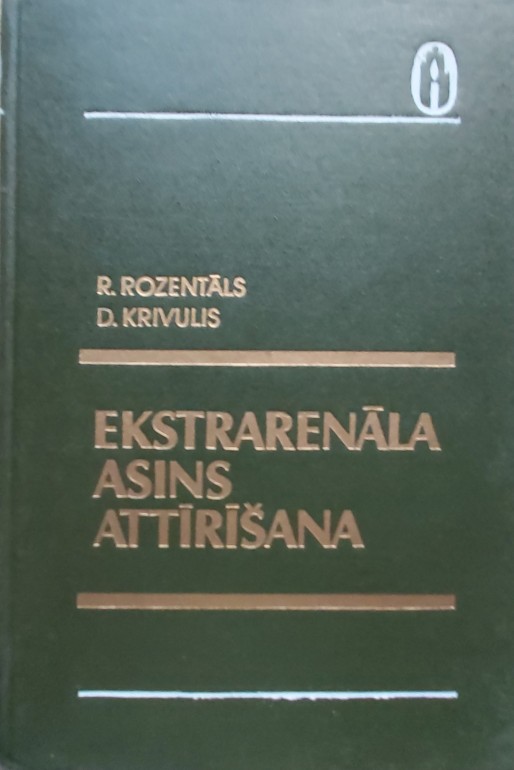 R. ROZENTĀLS
D. KRIVULIS
EKSTRARENĀLA
ASINS
ATTĪRĪŠANA